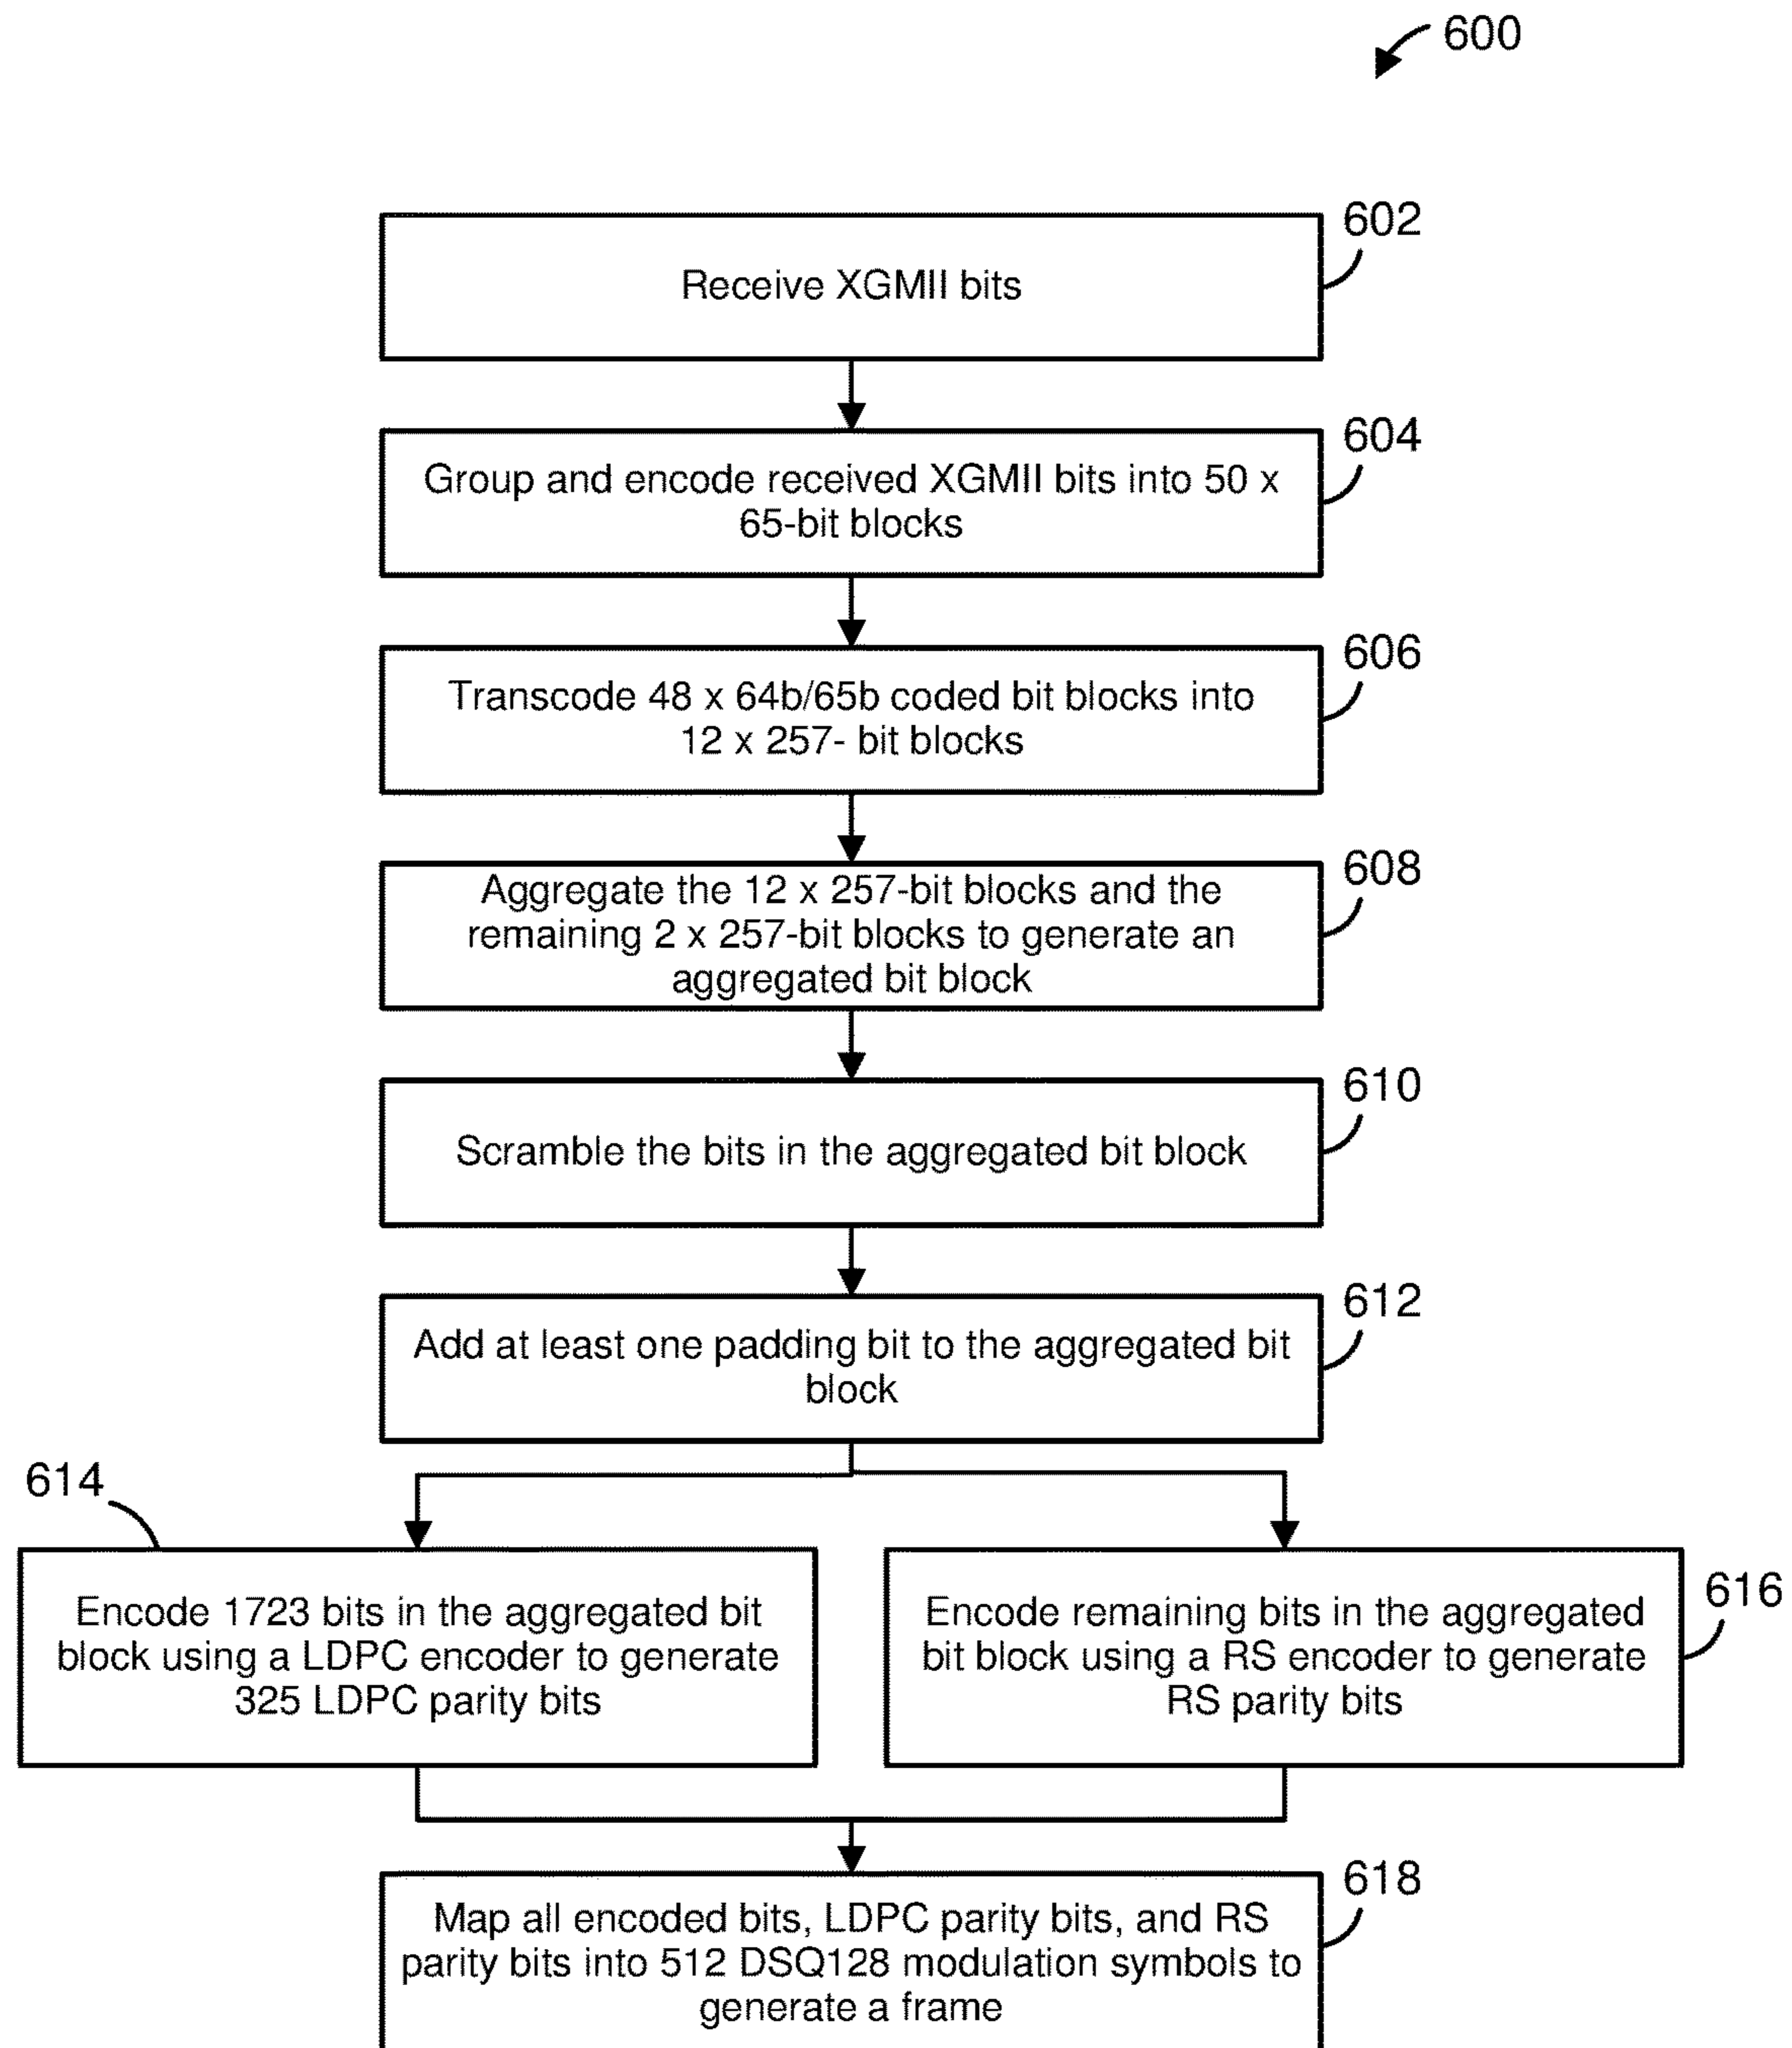 600
602
Receive XGMII bits
604
Group and encode received XGMII bits into 50 x
65-bit blocks
606
Transcode 48 x 64b/65b coded bit blocks into
12 x 257- bit blocks
608
Aggregate the 12 x 257-bit blocks and the
remaining 2 x 257-bit blocks to generate an
aggregated bit block
610
Scramble the bits in the aggregated bit block
612
Add at least one padding bit to the aggregated bit
block
614
Encode 1723 bits in the aggregated bit
block using a LDPC encoder to generate
325 LDPC parity bits
616
Encode remaining bits in the aggregated
bit block using a RS encoder to generate
RS parity bits
618
Map all encoded bits, LDPC parity bits, and RS
parity bits into 512 DSQ128 modulation symbols to
generate a frame